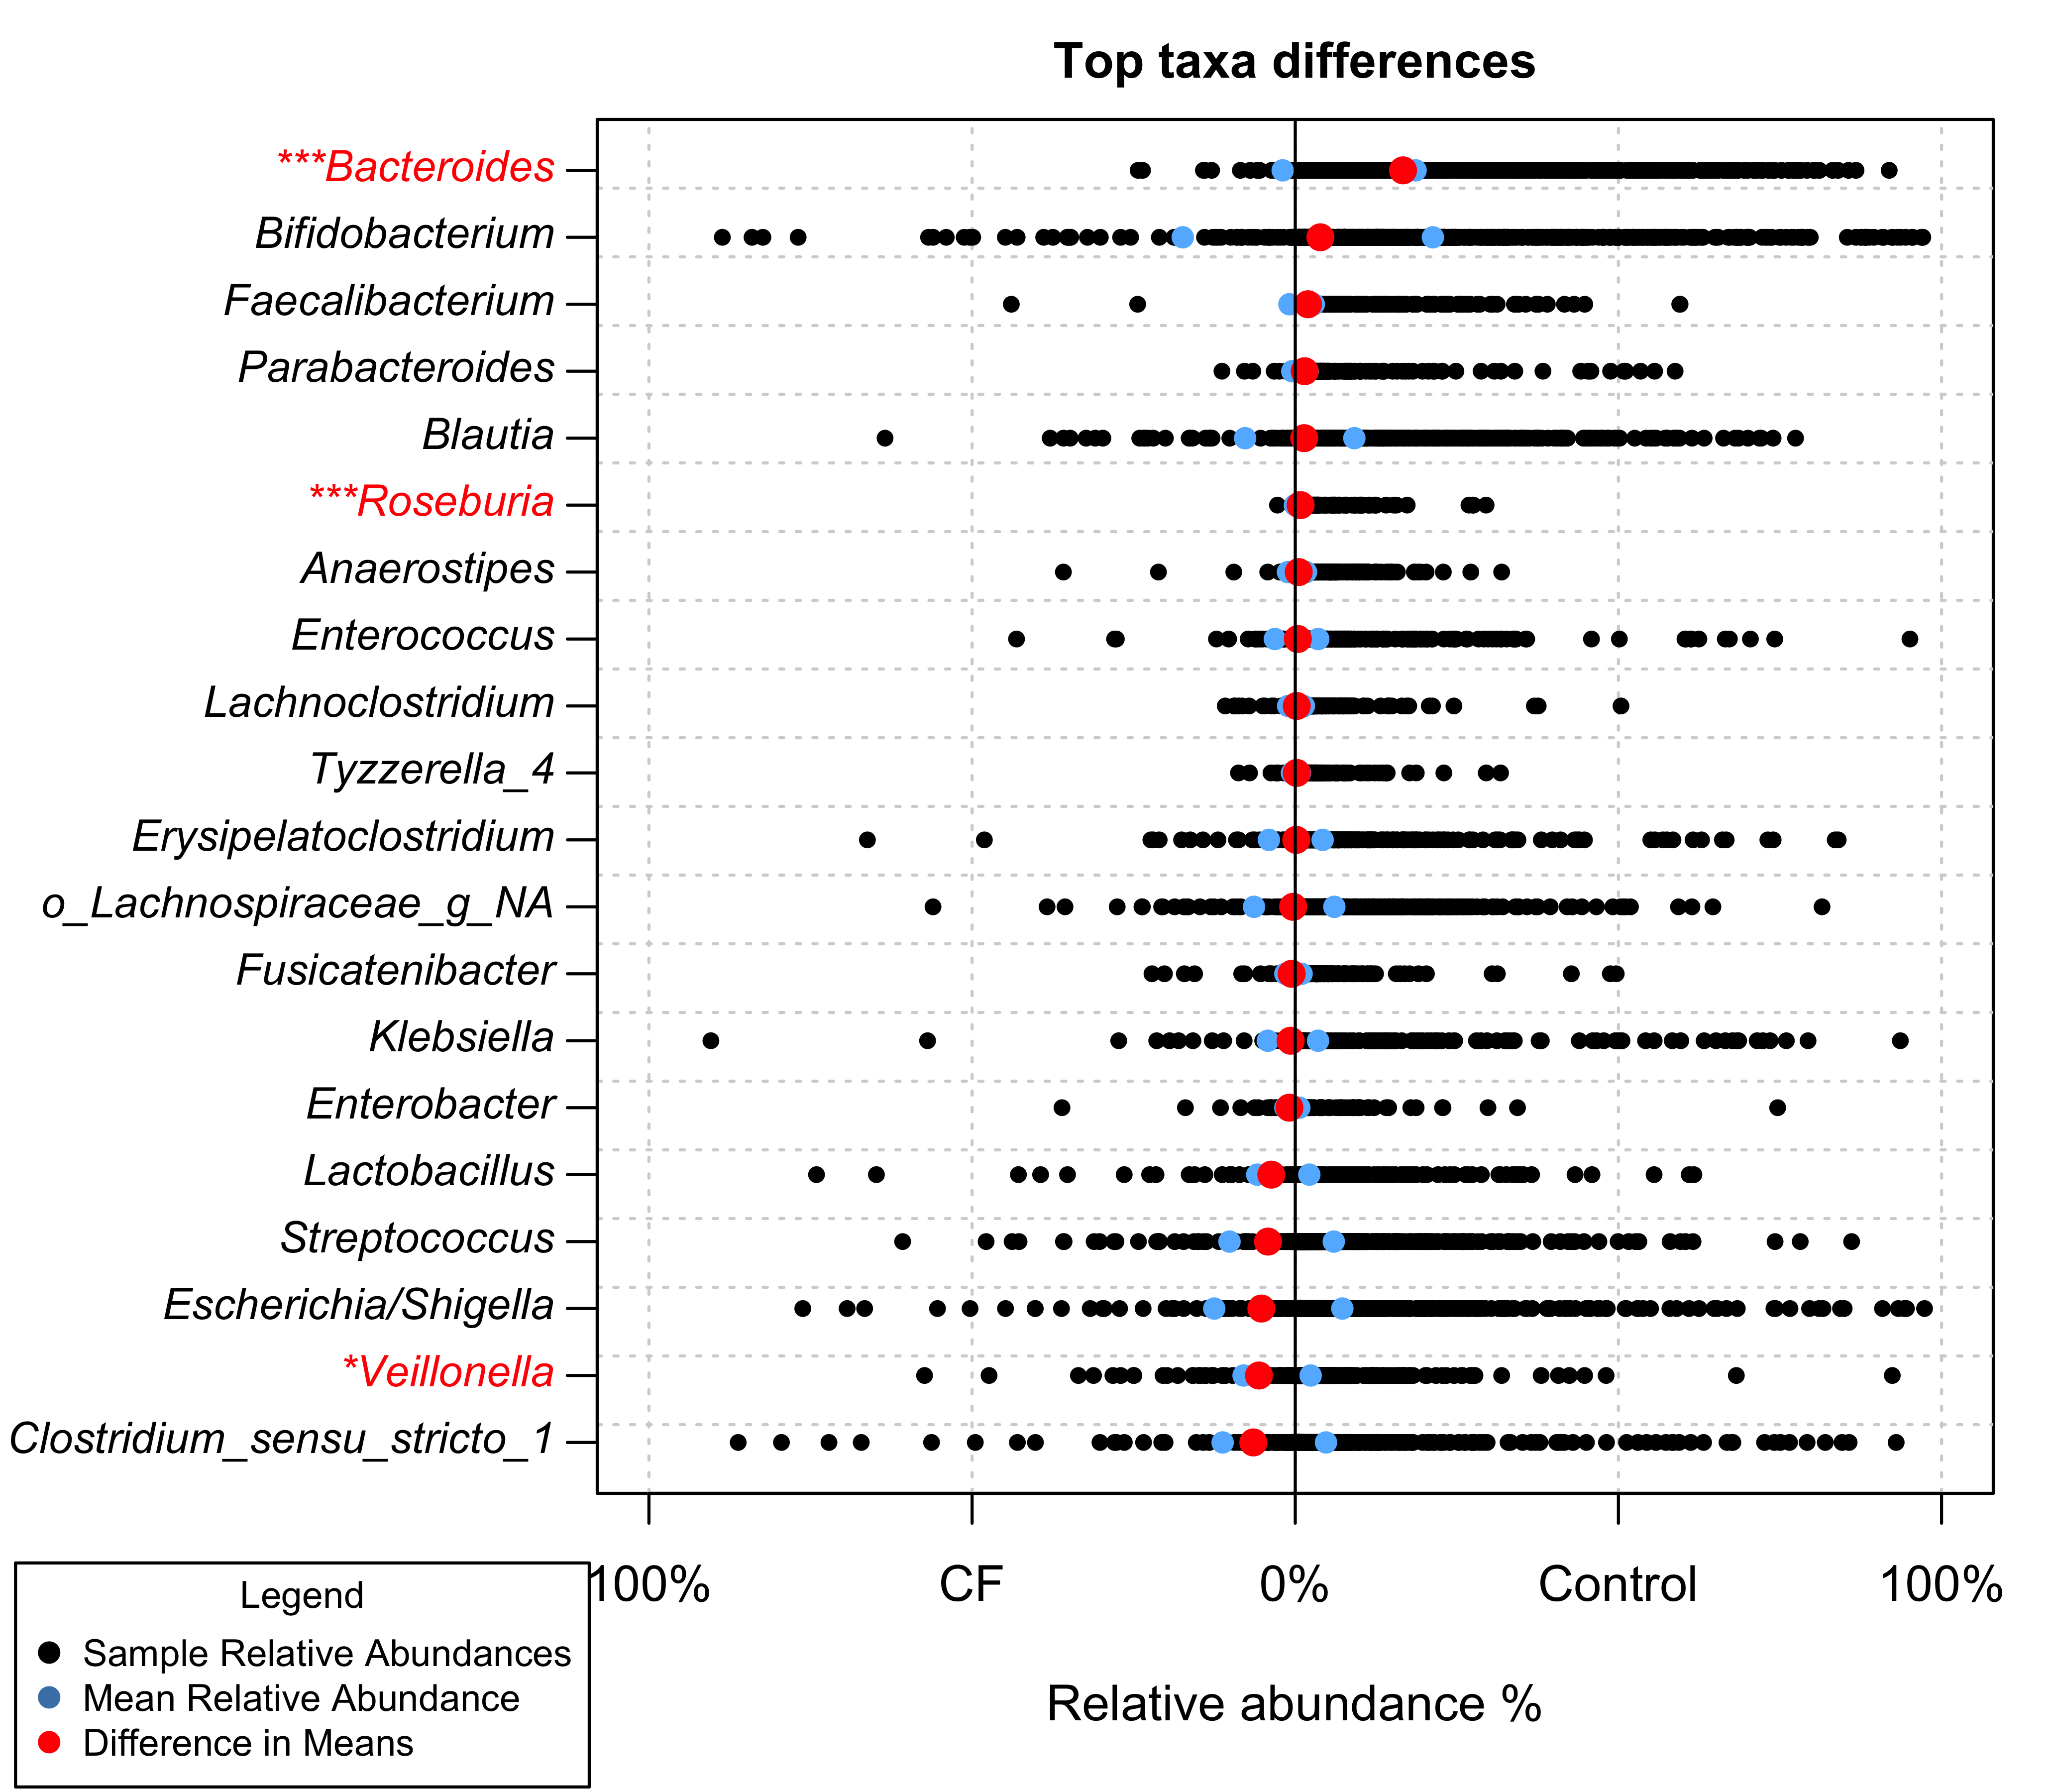 Top taxa differences
***Bacteroides
Bifidobacterium
Faecalibacterium
Parabacteroides
Blautia
***Roseburia
Anaerostipes
Enterococcus
Lachnoclostridium
Tyzzerella_4
Erysipelatoclostridium
o_Lachnospiraceae_g_NA
Fusicatenibacter
Klebsiella
Enterobacter
Lactobacillus
Streptococcus
Escherichia/Shigella
*Veillonella
Clostridium_sensu_stricto_1
100% CF 0% Control 100%
Relative abundance %
Legend
Sample Relative Abundances
Mean Relative Abundance
Difference in Means